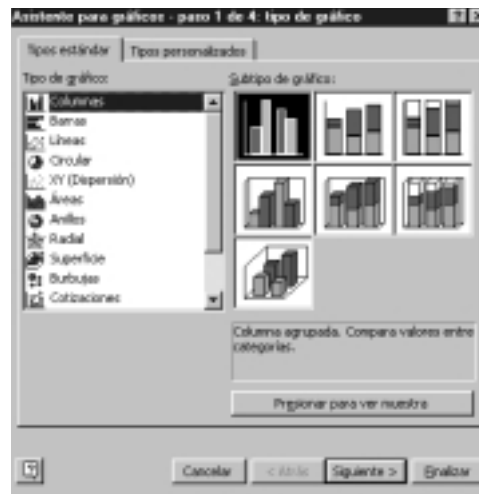 Asistente para gráficos - paso 1 de 4: tipo de gráfico
Tipos estándar
Tipos personalizados
Tipo de gráfico:
Columnas
Barras
Líneas
Circular
XY (Dispersión)
Áreas
Anillos
Radial
Superficie
Burbujas
Cotizaciones
Subtipo de gráfico:
Columna agrupada. Compara valores entre
categorías.
Presionar para ver muestra
Cancelar
< Atrás
Siguiente >
Finalizar